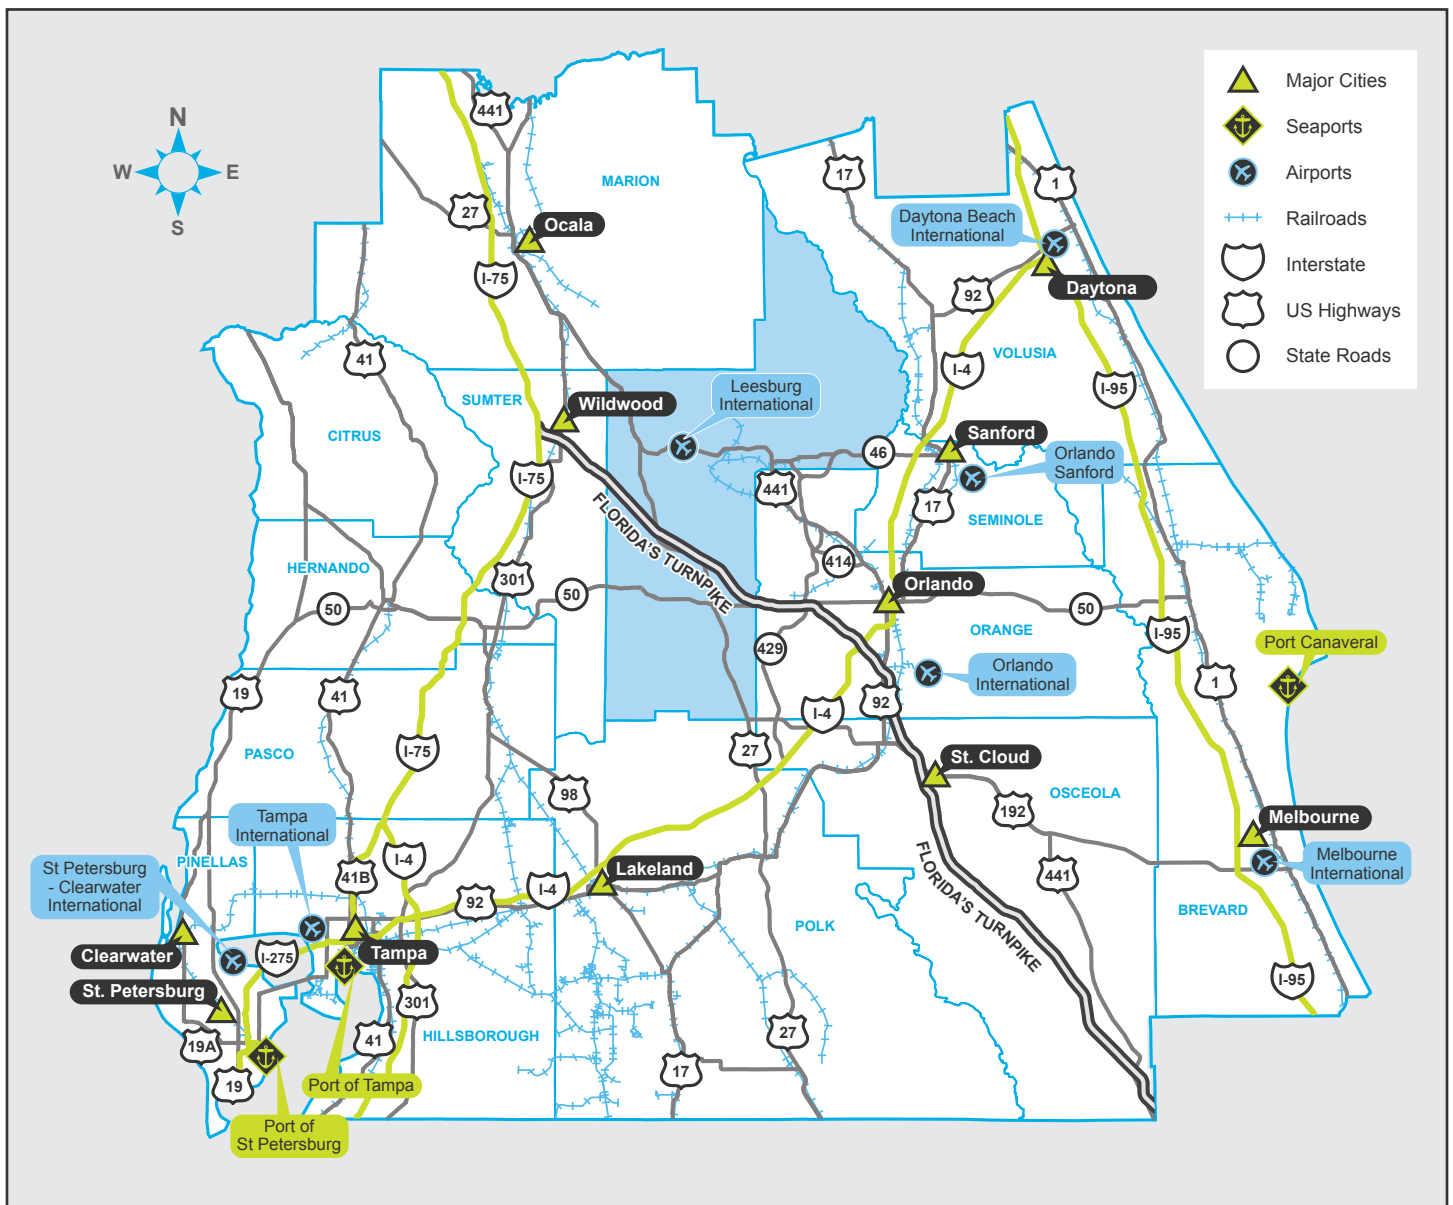 N
W
E
S
Major Cities
Seaports
Airports
Railroads
Interstate
US Highways
State Roads
441
MARION
17
1
27
Ocala
Daytona Beach
International
I-75
92
Daytona
41
VOLUSIA
I-4
I-95
Leesburg
International
SUMTER
Wildwood
CITRUS
Sanford
46
Orlando
Sanford
I-75
441
17
FLORIDA'S TURNPIKE
SEMINOLE
HERNANDO
301
414
50
50
Orlando
50
ORANGE
I-95
429
Port Canaveral
Orlando
International
19
41
1
92
I-4
PASCO
I-75
27
St. Cloud
98
OSCEOLA
192
Tampa
International
Melbourne
PINELLAS
I-4
St Petersburg
- Clearwater
International
41B
Lakeland
FLORIDA'S TURNPIKE
441
Melbourne
International
92
I-4
BREVARD
POLK
Clearwater
I-275
Tampa
St. Petersburg
I-95
301
19A
41
HILLSBOROUGH
27
19
Port of Tampa
17
Port of
St Petersburg